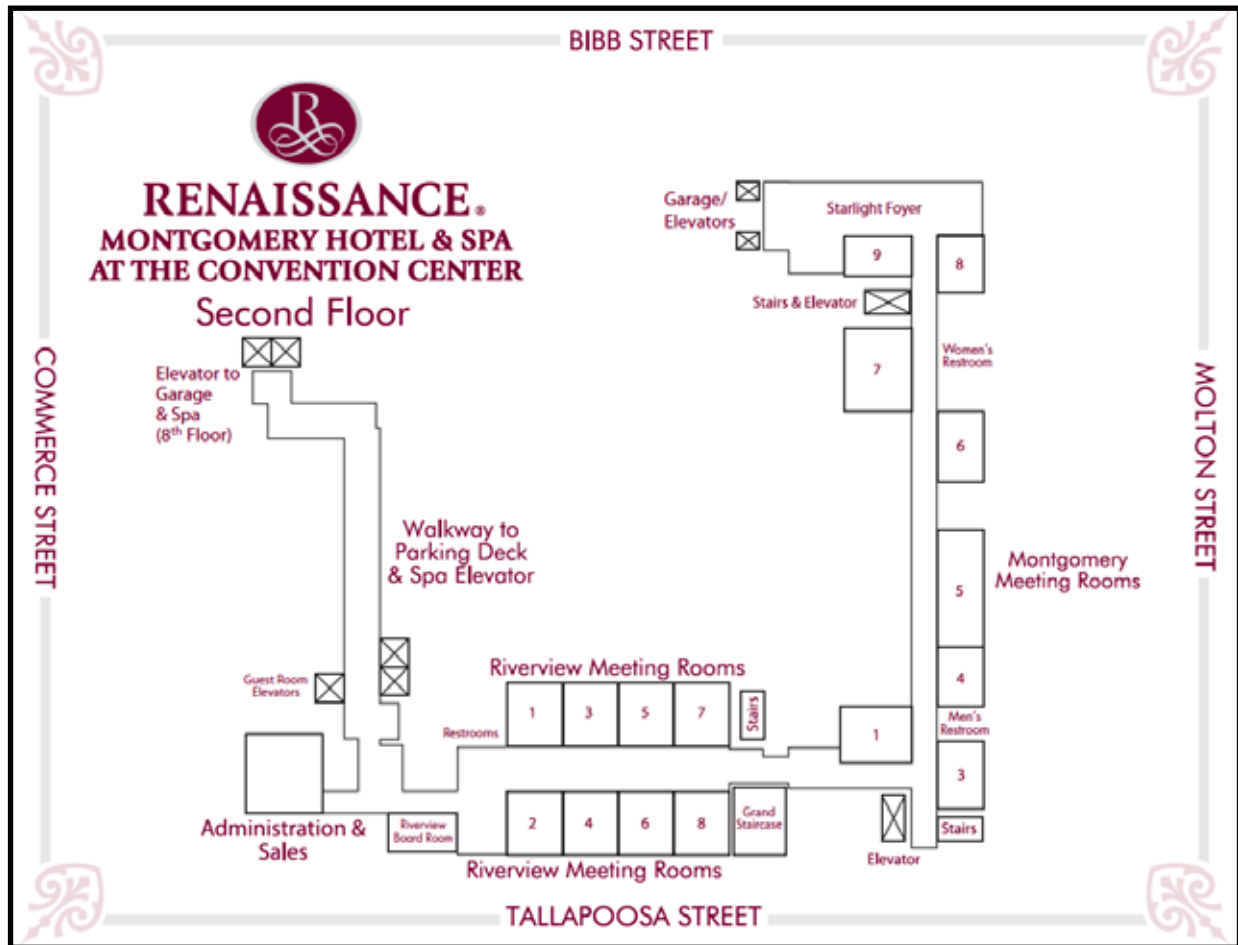 BIBB STREET
R
RENAISSANCE®
MONTGOMERY HOTEL & SPA
AT THE CONVENTION CENTER
Second Floor
COMMERCE STREET
MOLTON STREET
Garage/
Elevators
Starlight Foyer
9
8
Stairs & Elevator
7
Women's
Restroom
6
Elevator to
Garage
& Spa
(8th Floor)
Walkway to
Parking Deck
& Spa Elevator
5
Montgomery
Meeting Rooms
4
Guest Room
Elevators
Riverview Meeting Rooms
Restrooms
1
3
5
7
Stairs
1
Men's
Restroom
3
Administration &
Sales
Riverview
Board Room
2
4
6
8
Grand
Staircase
Elevator
Stairs
Riverview Meeting Rooms
TALLAPOOSA STREET